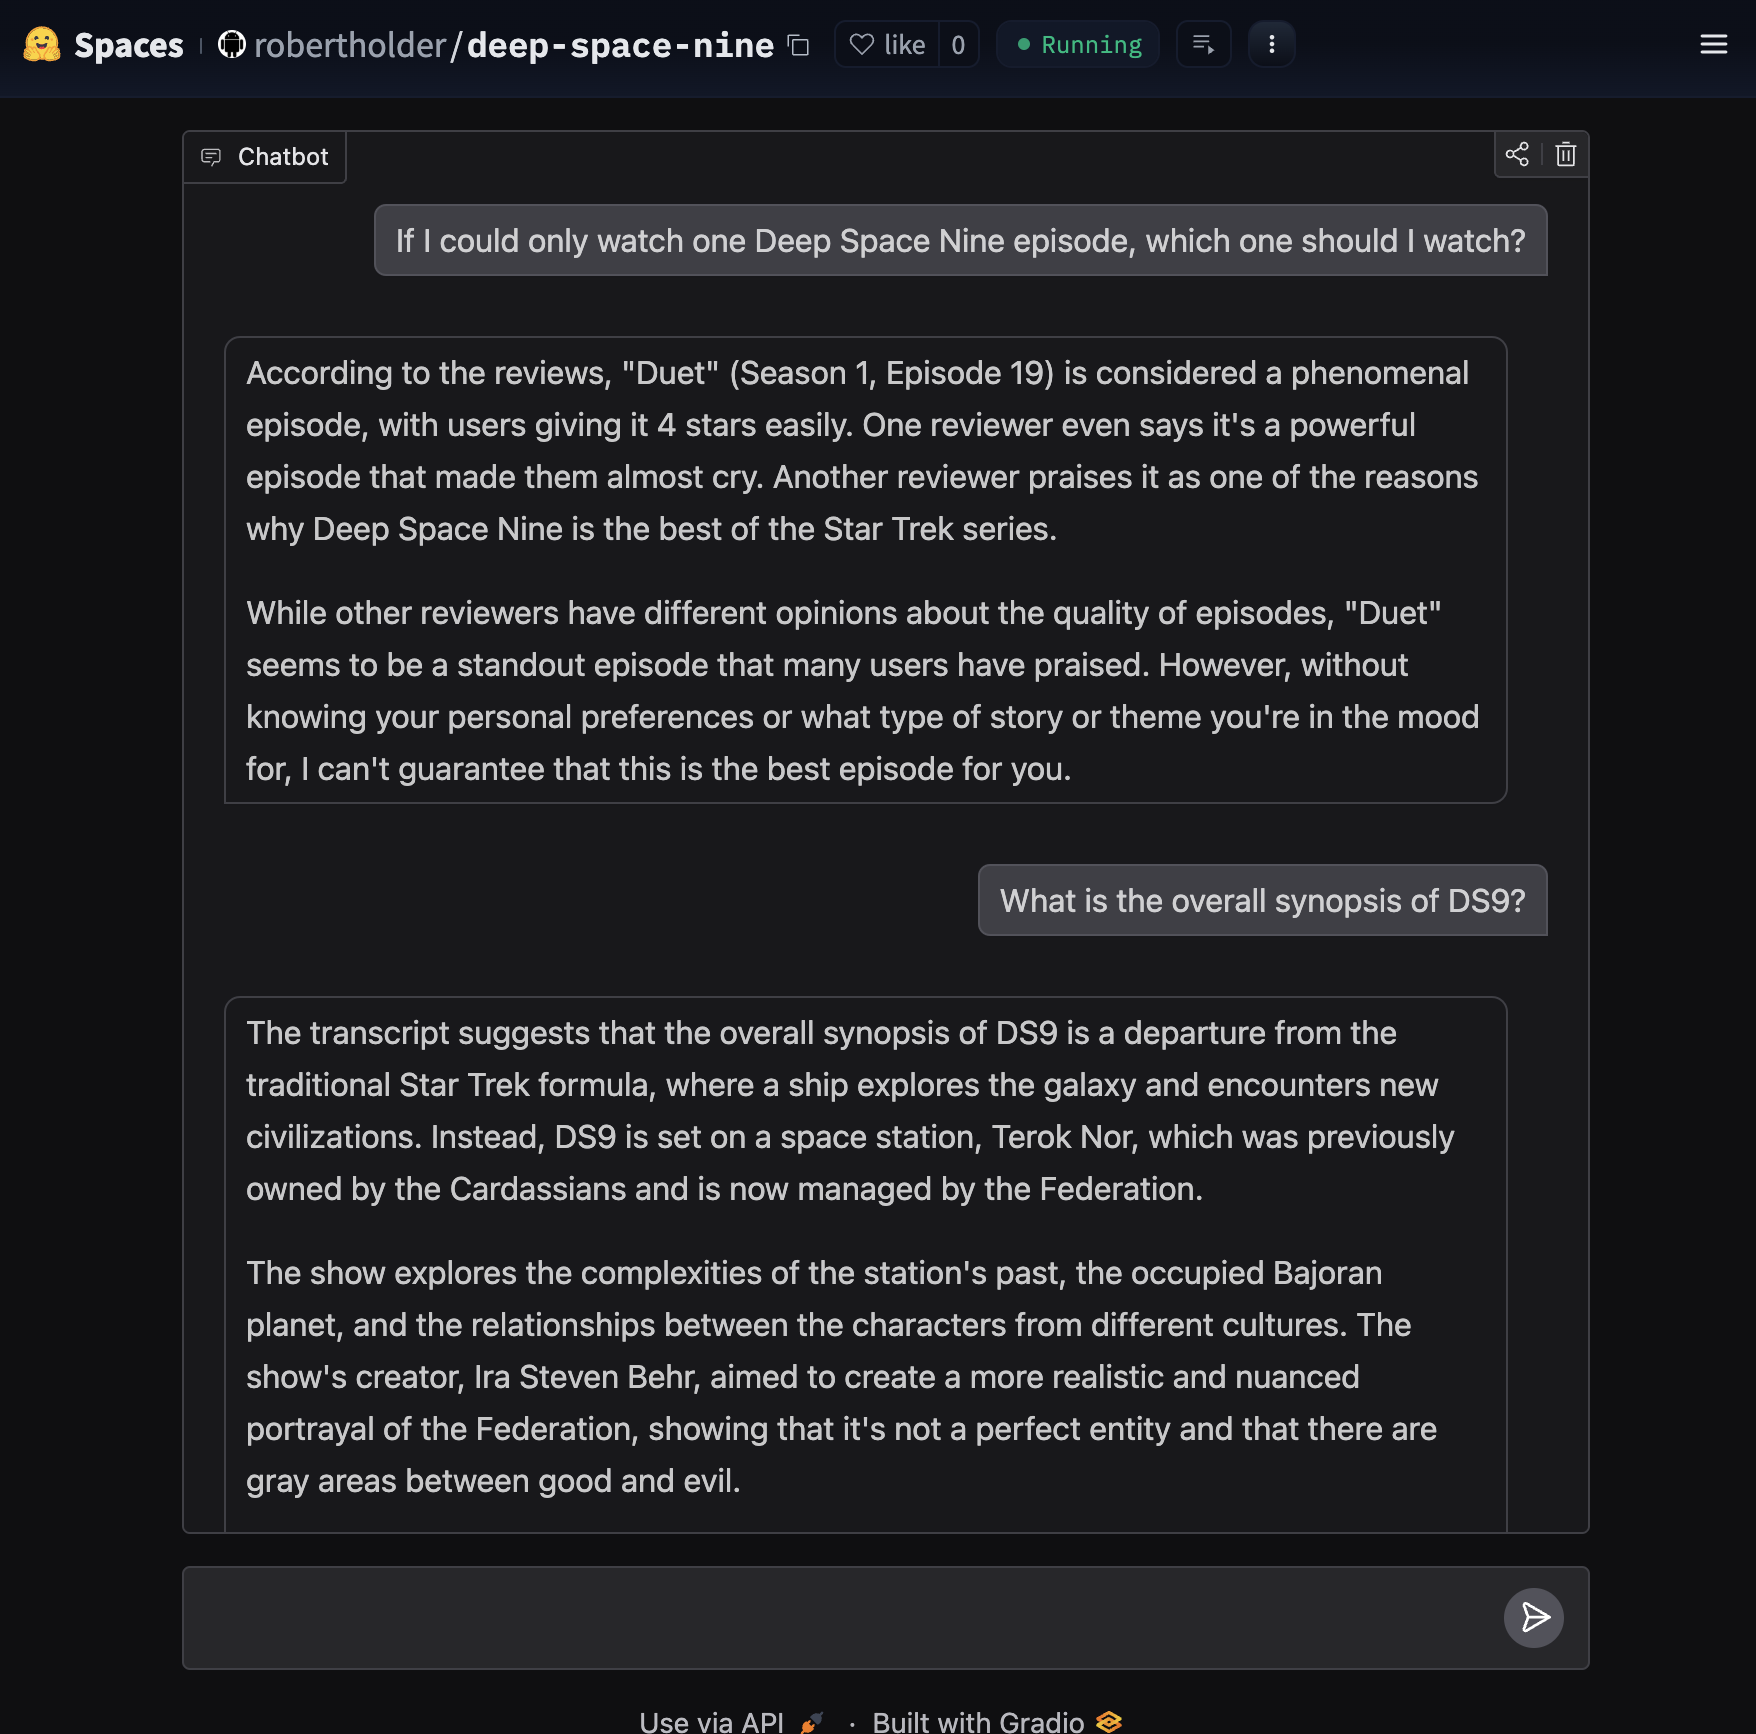 Spaces
robertholder/deep-space-nine
like 0
Running
Chatbot
If I could only watch one Deep Space Nine episode, which one should I watch?
According to the reviews, "Duet" (Season 1, Episode 19) is considered a phenomenal
episode, with users giving it 4 stars easily. One reviewer even says it's a powerful
episode that made them almost cry. Another reviewer praises it as one of the reasons
why Deep Space Nine is the best of the Star Trek series.
While other reviewers have different opinions about the quality of episodes, "Duet"
seems to be a standout episode that many users have praised. However, without
knowing your personal preferences or what type of story or theme you're in the mood
for, I can't guarantee that this is the best episode for you.
What is the overall synopsis of DS9?
The transcript suggests that the overall synopsis of DS9 is a departure from the
traditional Star Trek formula, where a ship explores the galaxy and encounters new
civilizations. Instead, DS9 is set on a space station, Terok Nor, which was previously
owned by the Cardassians and is now managed by the Federation.
The show explores the complexities of the station's past, the occupied Bajoran
planet, and the relationships between the characters from different cultures. The
show's creator, Ira Steven Behr, aimed to create a more realistic and nuanced
portrayal of the Federation, showing that it's not a perfect entity and that there are
gray areas between good and evil.
Use via API · Built with Gradio